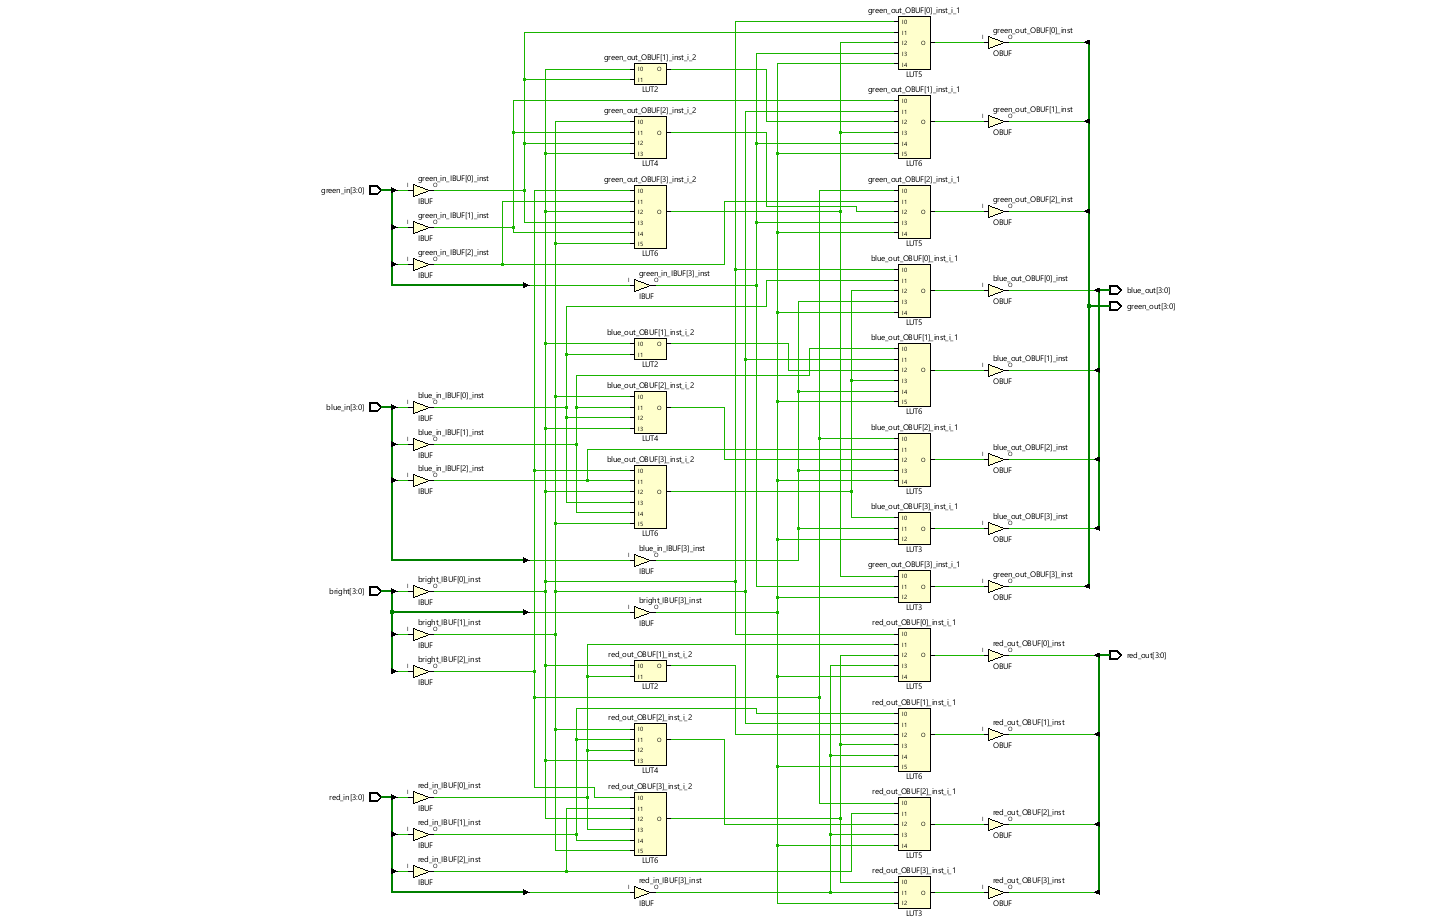 green_out_OBUF[0]_inst_i_1
I0
I1
I2
I3
I4
O
LUT5
green_out_OBUF[0]_inst
I
O
OBUF
green_out_OBUF[1]_inst_i_2
I0
I1
O
LUT2
green_out_OBUF[1]_inst_i_1
I0
I1
I2
I3
I4
I5
O
LUT6
green_out_OBUF[1]_inst
I
O
OBUF
green_out_OBUF[2]_inst_i_2
I0
I1
I2
I3
O
LUT4
green_in[3:0]
green_in_IBUF[0]_inst
I
O
IBUF
green_in_IBUF[1]_inst
I
O
IBUF
green_in_IBUF[2]_inst
I
O
IBUF
green_out_OBUF[3]_inst_i_2
I0
I1
I2
I3
I4
I5
O
LUT6
green_out_OBUF[2]_inst_i_1
I0
I1
I2
I3
I4
O
LUT5
green_out_OBUF[2]_inst
I
O
OBUF
green_in_IBUF[3]_inst
I
O
IBUF
blue_out_OBUF[0]_inst_i_1
I0
I1
I2
I3
I4
O
LUT5
blue_out_OBUF[0]_inst
I
O
OBUF
blue_out[3:0]
green_out[3:0]
blue_out_OBUF[1]_inst_i_2
I0
I1
O
LUT2
blue_out_OBUF[1]_inst_i_1
I0
I1
I2
I3
I4
I5
O
LUT6
blue_out_OBUF[1]_inst
I
O
OBUF
blue_in[3:0]
blue_in_IBUF[0]_inst
I
O
IBUF
blue_in_IBUF[1]_inst
I
O
IBUF
blue_in_IBUF[2]_inst
I
O
IBUF
blue_out_OBUF[2]_inst_i_2
I0
I1
I2
I3
O
LUT4
blue_out_OBUF[2]_inst_i_1
I0
I1
I2
I3
I4
O
LUT5
blue_out_OBUF[2]_inst
I
O
OBUF
blue_out_OBUF[3]_inst_i_2
I0
I1
I2
I3
I4
I5
O
LUT6
blue_out_OBUF[3]_inst_i_1
I0
I1
I2
O
LUT3
blue_out_OBUF[3]_inst
I
O
OBUF
blue_in_IBUF[3]_inst
I
O
IBUF
green_out_OBUF[3]_inst_i_1
I0
I1
I2
O
LUT3
green_out_OBUF[3]_inst
I
O
OBUF
bright[3:0]
bright_IBUF[0]_inst
I
O
IBUF
bright_IBUF[3]_inst
I
O
IBUF
bright_IBUF[1]_inst
I
O
IBUF
bright_IBUF[2]_inst
I
O
IBUF
red_out_OBUF[0]_inst_i_1
I0
I1
I2
I3
I4
O
LUT5
red_out_OBUF[0]_inst
I
O
OBUF
red_out[3:0]
red_out_OBUF[1]_inst_i_2
I0
I1
O
LUT2
red_out_OBUF[1]_inst_i_1
I0
I1
I2
I3
I4
I5
O
LUT6
red_out_OBUF[1]_inst
I
O
OBUF
red_out_OBUF[2]_inst_i_2
I0
I1
I2
I3
O
LUT4
red_in[3:0]
red_in_IBUF[0]_inst
I
O
IBUF
red_in_IBUF[1]_inst
I
O
IBUF
red_in_IBUF[2]_inst
I
O
IBUF
red_out_OBUF[3]_inst_i_2
I0
I1
I2
I3
I4
I5
O
LUT6
red_out_OBUF[2]_inst_i_1
I0
I1
I2
I3
I4
O
LUT5
red_out_OBUF[2]_inst
I
O
OBUF
red_in_IBUF[3]_inst
I
O
IBUF
red_out_OBUF[3]_inst_i_1
I0
I1
I2
O
LUT3
red_out_OBUF[3]_inst
I
O
OBUF